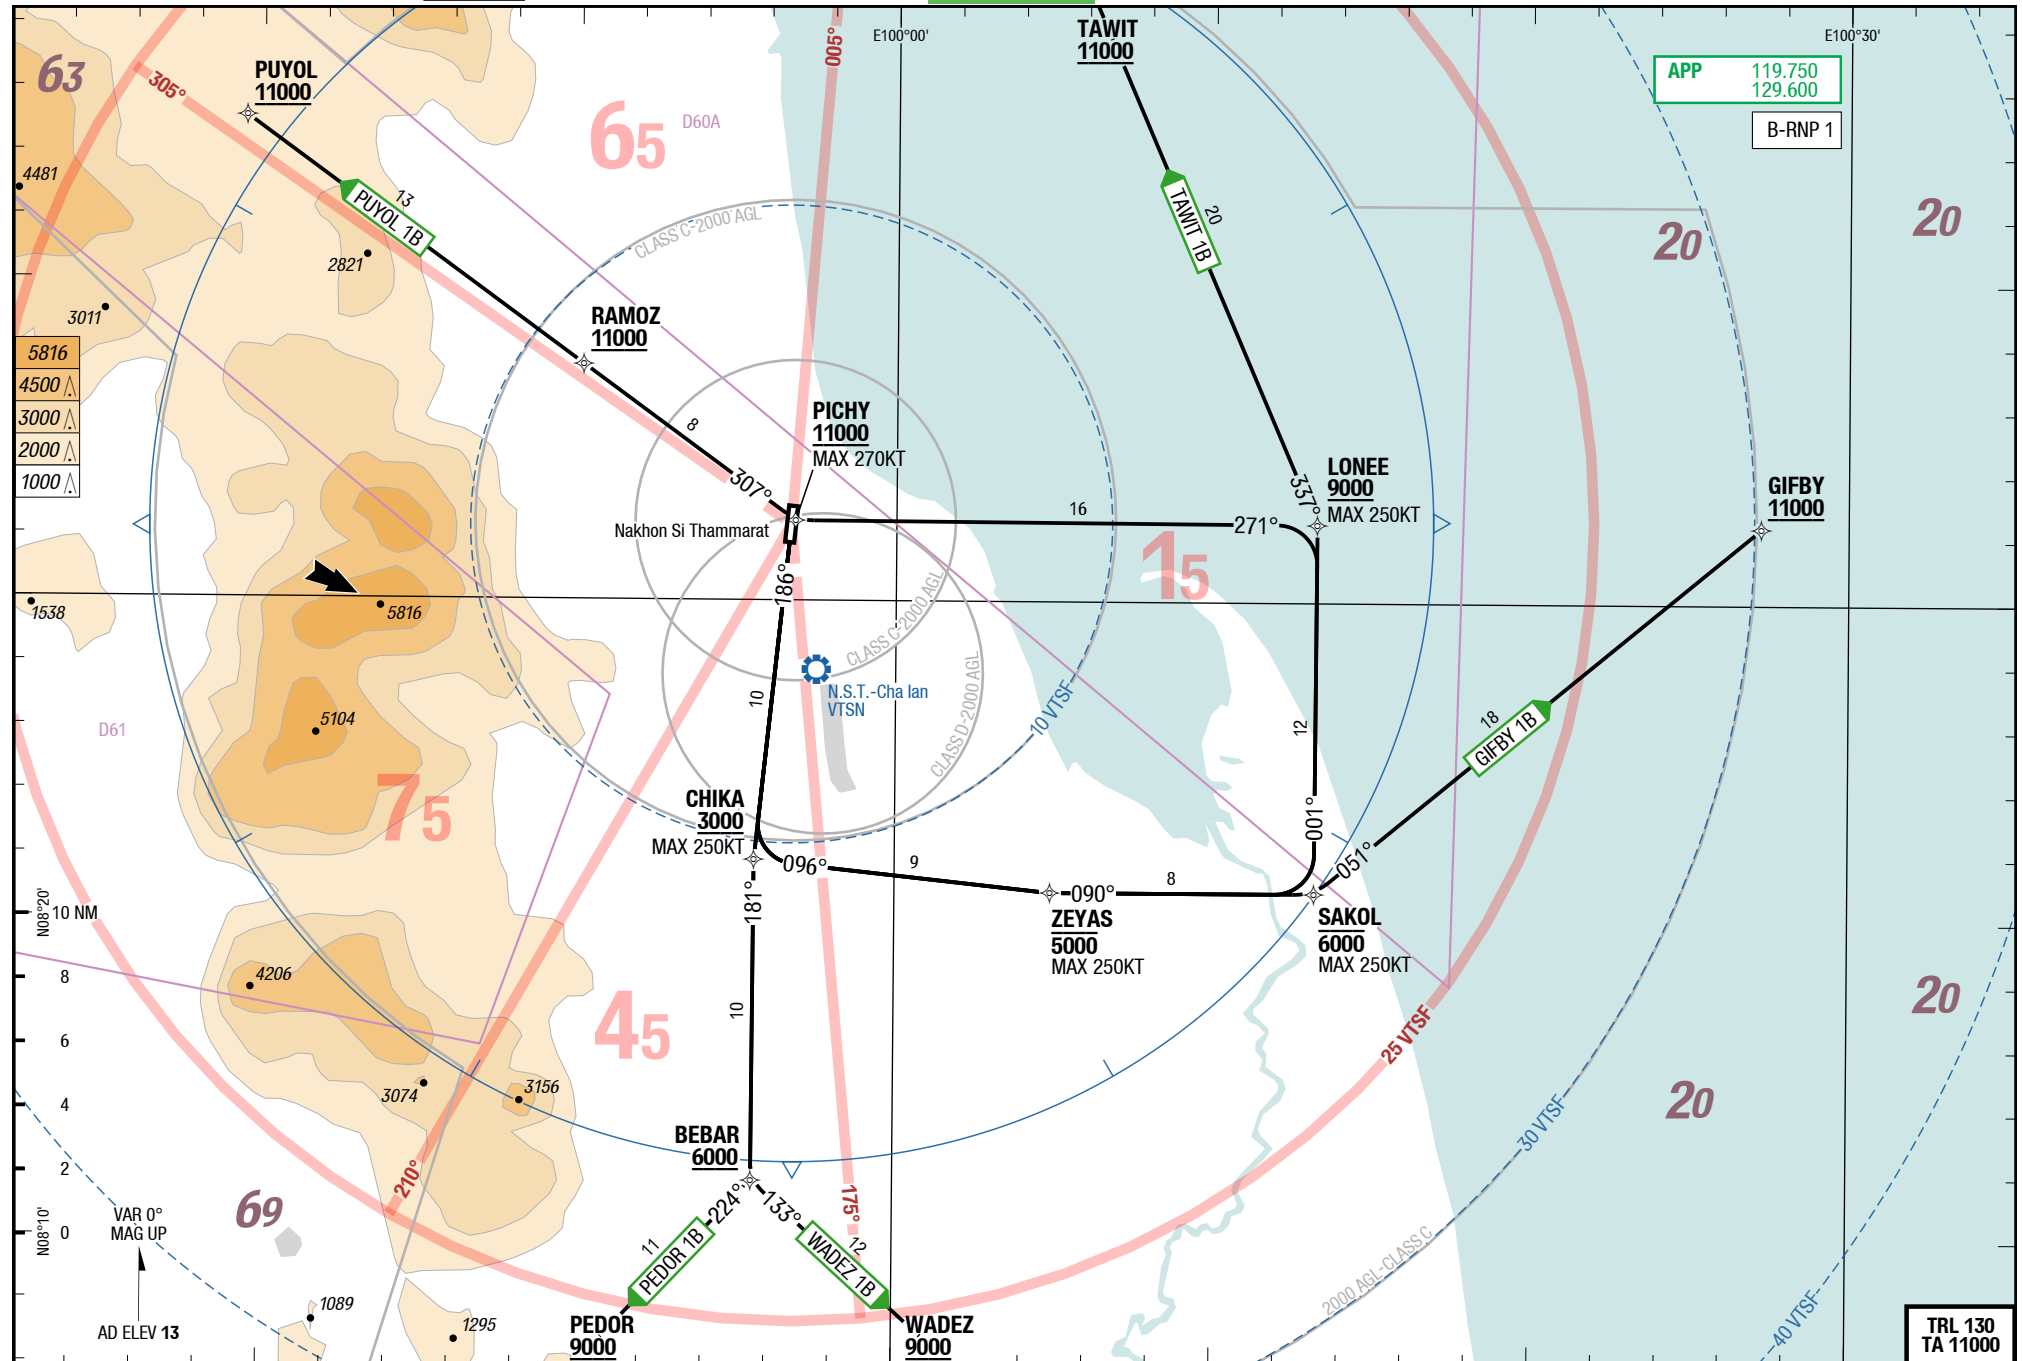 TAWIT
11000
E100°00'
E100°30'
005°
63
PUYOL
11000
305°
65
D60A
APP 119.750
129.600
B-RNP 1
4481
13
PUYOL 1B
2821
3011
CLASS C-2000 AGL
20
TAWIT 1B
20
20
RAMOZ
11000
5816
4500
3000
2000
1000
8
307°
PICHY
11000
MAX 270KT
Nakhon Si Thammarat
16
271°
337°
LONEE
9000
MAX 250KT
GIFBY
11000
15
186°
1538
5816
CLASS C-2000 AGL
CLASS D-2000 AGL
N.S.T.-Cha Ian
VTSN
10 VTSF
10
12
18
GIFBY 1B
D61
5104
75
CHIKA
3000
MAX 250KT
096°
9
001°
051°
181°
090°
8
ZEYAS
5000
MAX 250KT
SAKOL
6000
MAX 250KT
N08°20'
10 NM
8
6
4
2
0
N08°10'
4206
45
10
3074
3156
25 VTSF
20
20
30 VTSF
BEBAR
6000
210°
224°
133°
175°
69
VAR 0°
MAG UP
AD ELEV 13
11
PEDOR 1B
12
WADEZ 1B
1089
1295
PEDOR
9000
WADEZ
9000
2000 AGL-CLASS C
40 VTSF
TRL 130
TA 11000